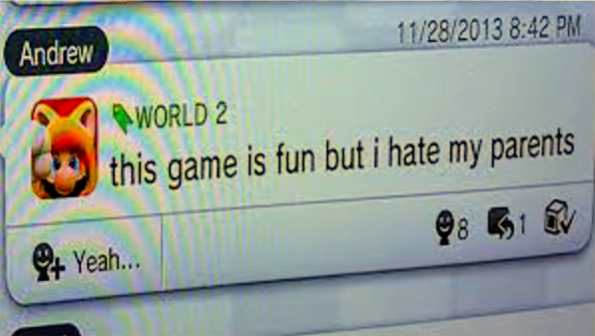 11/28/2013 8:42 PM
Andrew
WORLD 2
this game is fun but i hate my parents
8 1
Yeah...